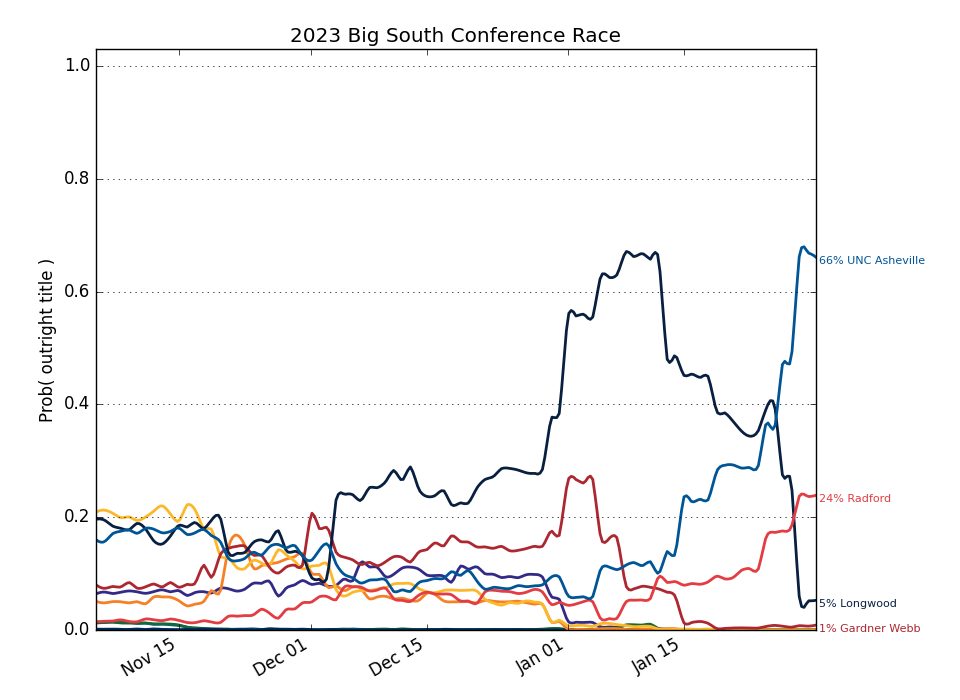 2023 Big South Conference Race
Prob( outright title )
1.0
0.8
0.6
0.4
0.2
0.0
Nov 15
Dec 01
Dec 15
Jan 01
Jan 15
66% UNC Asheville
24% Radford
5% Longwood
1% Gardner Webb